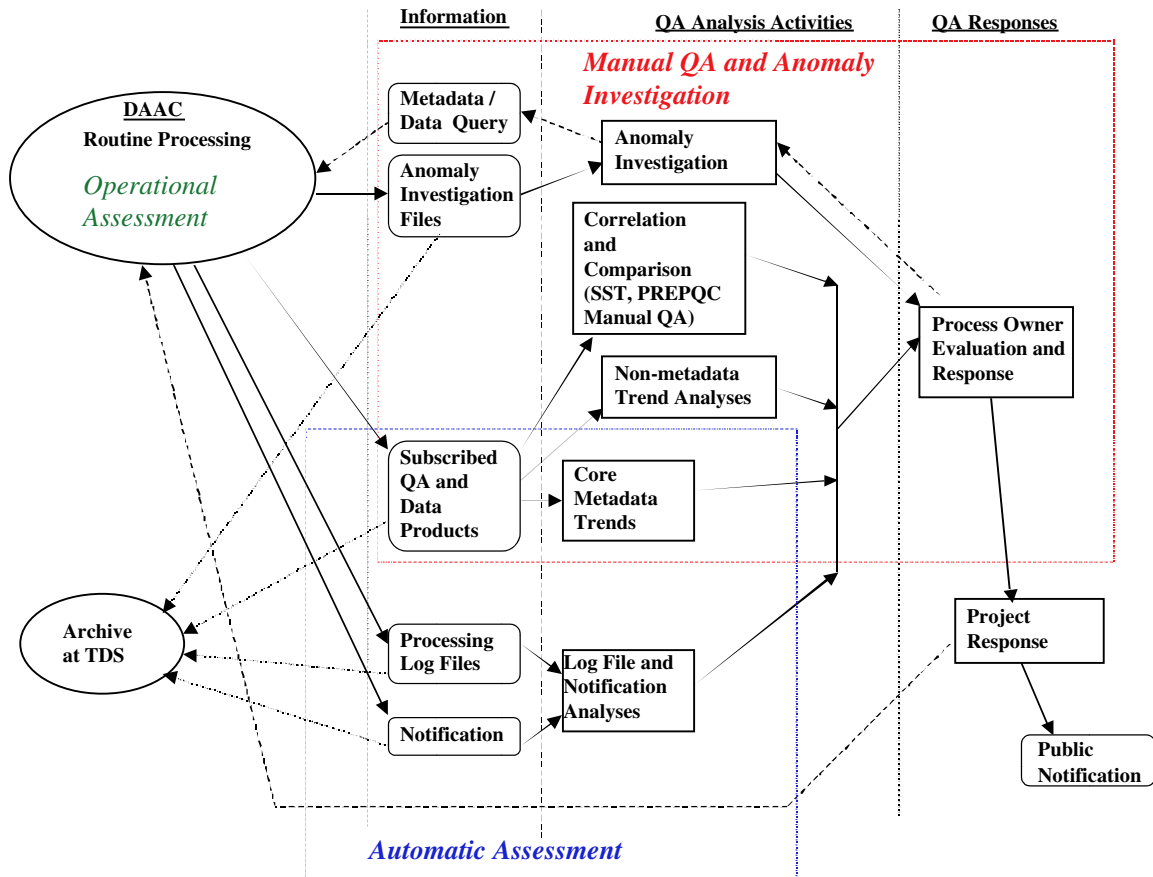 Information
QA Analysis Activities
QA Responses
Manual QA and Anomaly
Investigation
DAAC
Routine Processing
Operational
Assessment
Metadata /
Data Query
Anomaly
Investigation
Files
Anomaly
Investigation
Correlation
and
Comparison
(SST, PREPQC
Manual QA)
Non-metadata
Trend Analyses
Process Owner
Evaluation and
Response
Subscribed
QA and
Data
Products
Core
Metadata
Trends
Archive
at TDS
Processing
Log Files
Log File and
Notification
Analyses
Notification
Project
Response
Public
Notification
Automatic Assessment